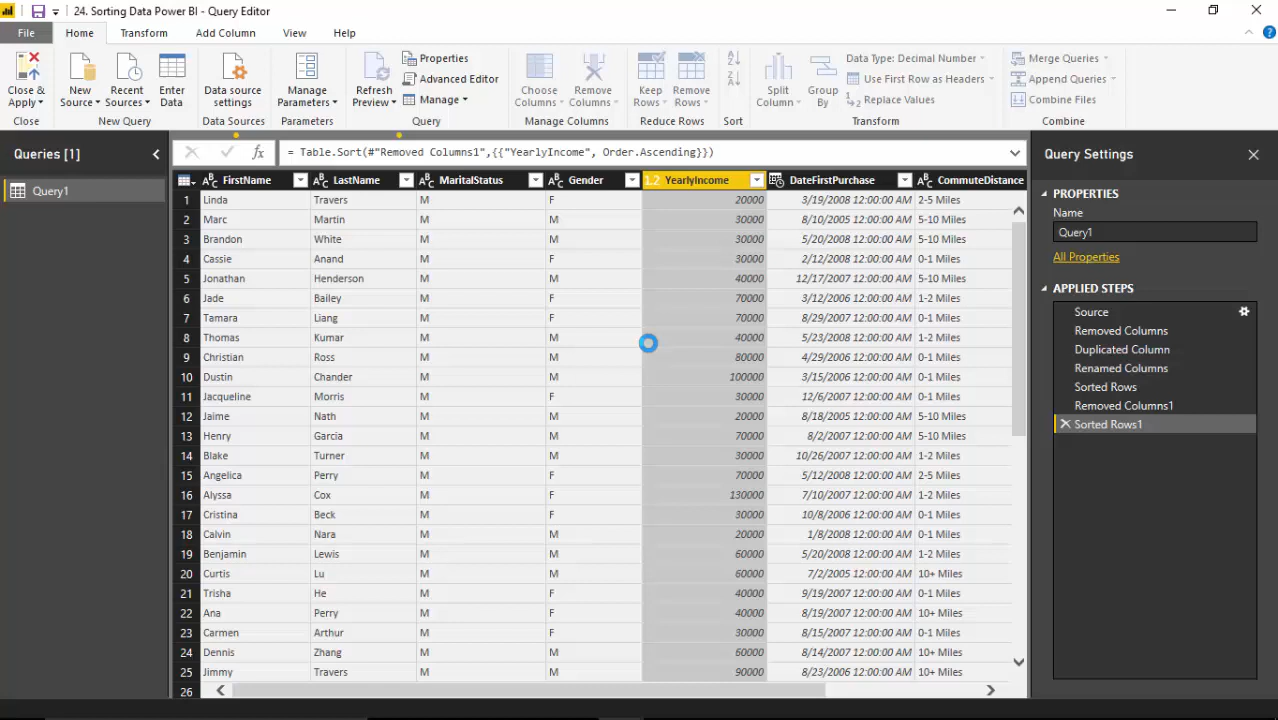 24. Sorting Data Power BI - Query Editor
File Home Transform Add Column View Help
Close & Apply
New Source
Recent Sources
Enter Data
Data source settings
Manage Parameters
Refresh Preview
Properties
Advanced Editor
Manage
Choose Columns
Remove Columns
Keep Rows
Remove Rows
Split Column
Group By
Data Type: Decimal Number
Use First Row as Headers
Replace Values
Merge Queries
Append Queries
Combine Files
Close New Query Data Sources Parameters Query Manage Columns Reduce Rows Sort Transform Combine
Queries [1]
Query1
fx = Table.Sort(#"Removed Columns1",{{"YearlyIncome", Order.Ascending}})
FirstName LastName MaritalStatus Gender 1.2 YearlyIncome DateFirstPurchase CommuteDistance
1 Linda Travers M F 20000 3/19/2008 12:00:00 AM 2-5 Miles
2 Marc Martin M M 30000 8/10/2005 12:00:00 AM 5-10 Miles
3 Brandon White M M 30000 5/20/2008 12:00:00 AM 5-10 Miles
4 Cassie Anand M F 30000 2/12/2008 12:00:00 AM 0-1 Miles
5 Jonathan Henderson M M 40000 12/17/2007 12:00:00 AM 5-10 Miles
6 Jade Bailey M F 70000 3/12/2006 12:00:00 AM 1-2 Miles
7 Tamara Liang M F 70000 8/29/2007 12:00:00 AM 0-1 Miles
8 Thomas Kumar M M 40000 5/23/2008 12:00:00 AM 1-2 Miles
9 Christian Ross M M 80000 4/29/2006 12:00:00 AM 0-1 Miles
10 Dustin Chander M M 100000 3/15/2006 12:00:00 AM 0-1 Miles
11 Jacqueline Morris M F 30000 12/6/2007 12:00:00 AM 0-1 Miles
12 Jaime Nath M M 20000 8/18/2005 12:00:00 AM 5-10 Miles
13 Henry Garcia M M 70000 8/2/2007 12:00:00 AM 5-10 Miles
14 Blake Turner M M 30000 10/26/2007 12:00:00 AM 1-2 Miles
15 Angelica Perry M F 70000 5/12/2008 12:00:00 AM 2-5 Miles
16 Alyssa Cox M F 130000 7/10/2007 12:00:00 AM 1-2 Miles
17 Cristina Beck M F 30000 10/8/2006 12:00:00 AM 0-1 Miles
18 Calvin Nara M M 20000 1/8/2008 12:00:00 AM 0-1 Miles
19 Benjamin Lewis M M 60000 5/20/2008 12:00:00 AM 1-2 Miles
20 Curtis Lu M M 60000 7/2/2005 12:00:00 AM 10+ Miles
21 Trisha He M F 40000 9/19/2007 12:00:00 AM 0-1 Miles
22 Ana Perry M F 40000 8/19/2007 12:00:00 AM 10+ Miles
23 Carmen Arthur M F 30000 8/15/2007 12:00:00 AM 0-1 Miles
24 Dennis Zhang M M 60000 8/14/2007 12:00:00 AM 10+ Miles
25 Jimmy Travers M M 90000 8/23/2006 12:00:00 AM 10+ Miles
26
Query Settings
PROPERTIES
Name
Query1
All Properties
APPLIED STEPS
Source
Removed Columns
Duplicated Column
Renamed Columns
Sorted Rows
Removed Columns1
Sorted Rows1